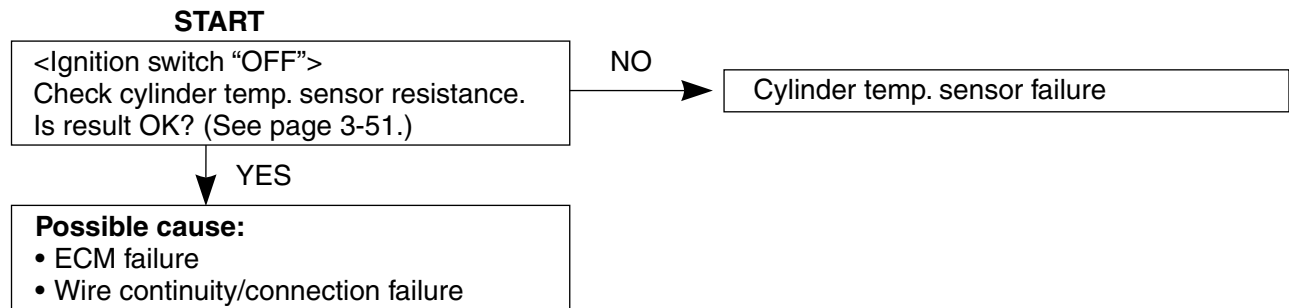 START
<Ignition switch “OFF”>
Check cylinder temp. sensor resistance.
Is result OK? (See page 3-51.)
NO
Cylinder temp. sensor failure
YES
Possible cause:
• ECM failure
• Wire continuity/connection failure